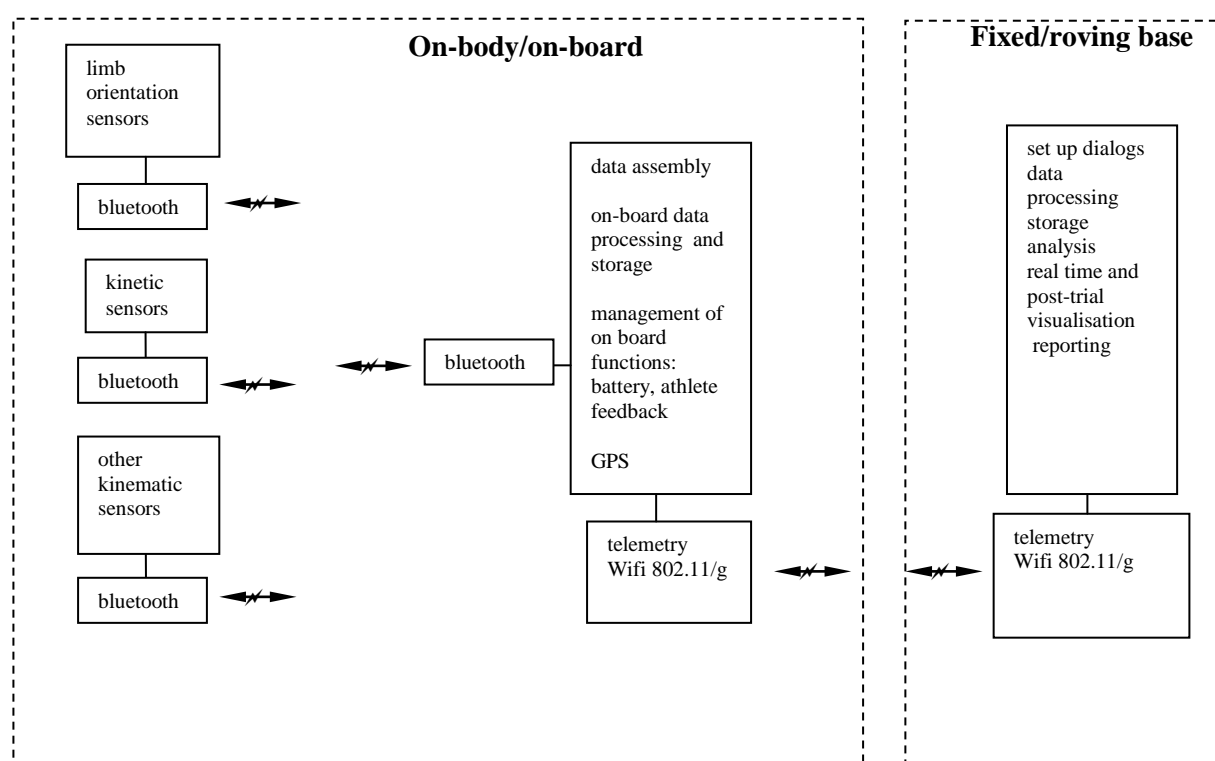 On-body/on-board
limb
orientation
sensors
bluetooth
kinetic
sensors
bluetooth
other
kinematic
sensors
bluetooth
bluetooth
data assembly
on-board data
processing and
storage
management of
on board
functions:
battery, athlete
feedback
GPS
telemetry
Wifi 802.11/g
Fixed/roving base
set up dialogs
data
processing
storage
analysis
real time and
post-trial
visualisation
reporting
telemetry
Wifi 802.11/g